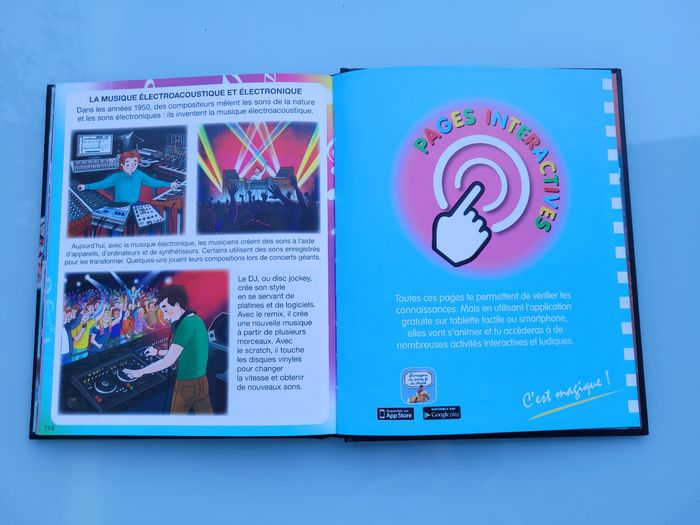 LA MUSIQUE ÉLECTROACOUSTIQUE ET ÉLECTRONIQUE
Dans les années 1950, des compositeurs mêlent les sons de la nature
et les sons électroniques : ils inventent la musique électroacoustique.
Aujourd'hui, avec la musique électronique, les musiciens créent des sons à l'aide
d'appareils, d'ordinateurs et de synthétiseurs. Certains utilisent des sons enregistrés
pour les transformer. Quelques-uns jouent leurs compositions lors de concerts géants.
Le DJ, ou disc jockey,
crée son style
en se servant de
platines et de logiciels.
Avec le remix, il crée
une nouvelle musique
à partir de plusieurs
morceaux. Avec
le scratch, il touche
les disques vinyles
pour changer
la vitesse et obtenir
de nouveaux sons.
114
PAGES INTERACTIVES
Toutes ces pages te permettent de vérifier tes
connaissances. Mais en utilisant l'application
gratuite sur tablette tactile ou smartphone,
elles vont s'animer et tu accèderas à de
nombreuses activités interactives et ludiques.
C'est magique !
Disponible sur
App Store
DISPONIBLE SUR
Google play